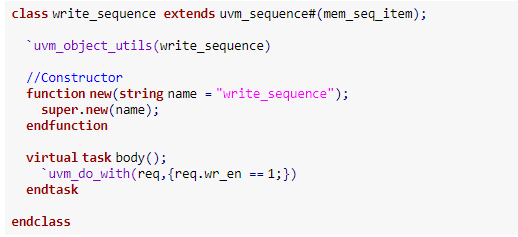 class write_sequence extends uvm_sequence#(mem_seq_item);
`uvm_object_utils(write_sequence)
//Constructor
function new(string name = "write_sequence");
super.new(name);
endfunction
virtual task body();
`uvm_do_with(req,{req.wr_en == 1;})
endtask
endclass